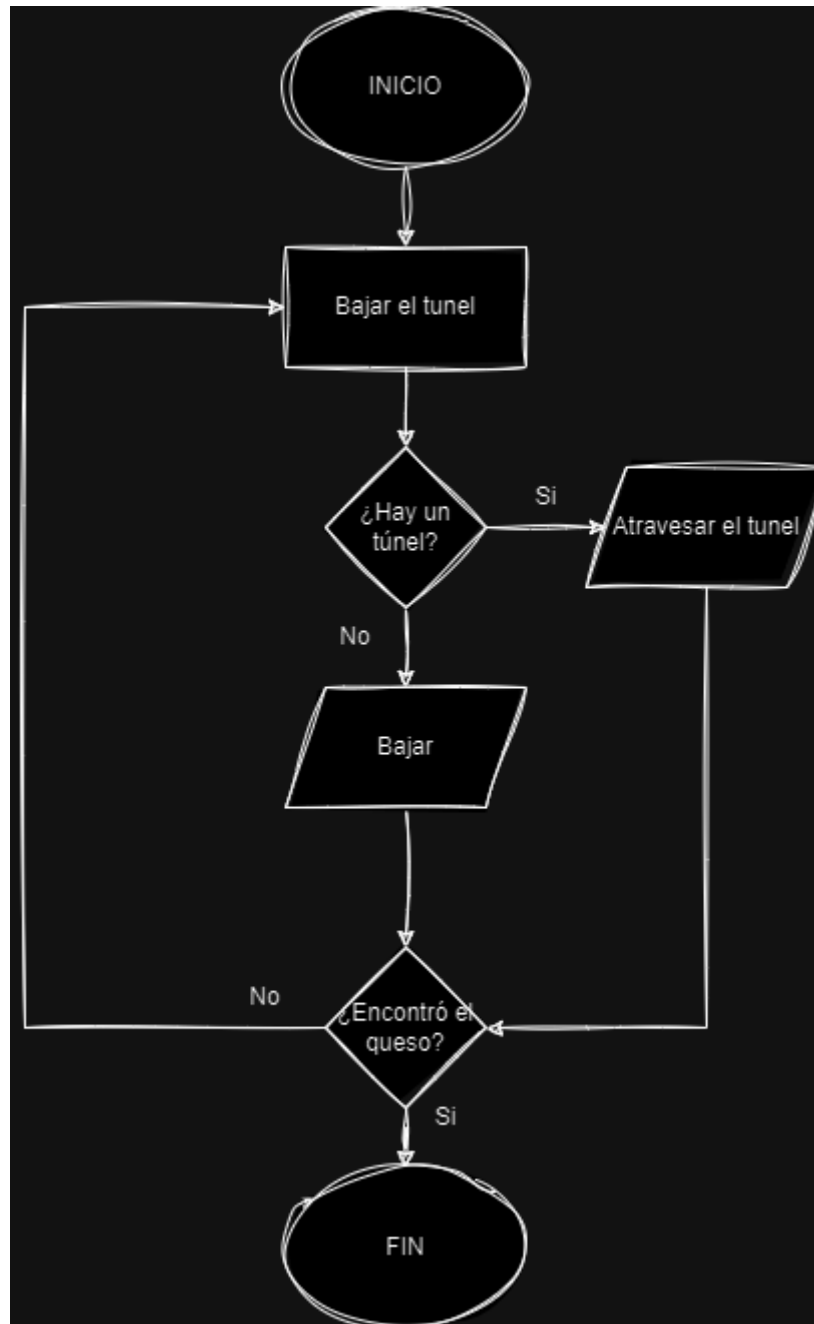 INICIO
Bajar el tunel
¿Hay un
túnel?
Si
Atravesar el tunel
No
Bajar
No
¿Encontró el
queso?
Si
FIN